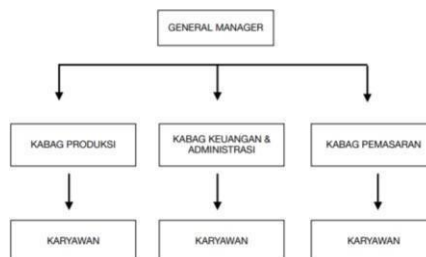 GENERAL MANAGER
KABAG PRODUKSI
KABAG KEUANGAN &
ADMINISTRASI
KABAG PEMASARAN
KARYAWAN
KARYAWAN
KARYAWAN